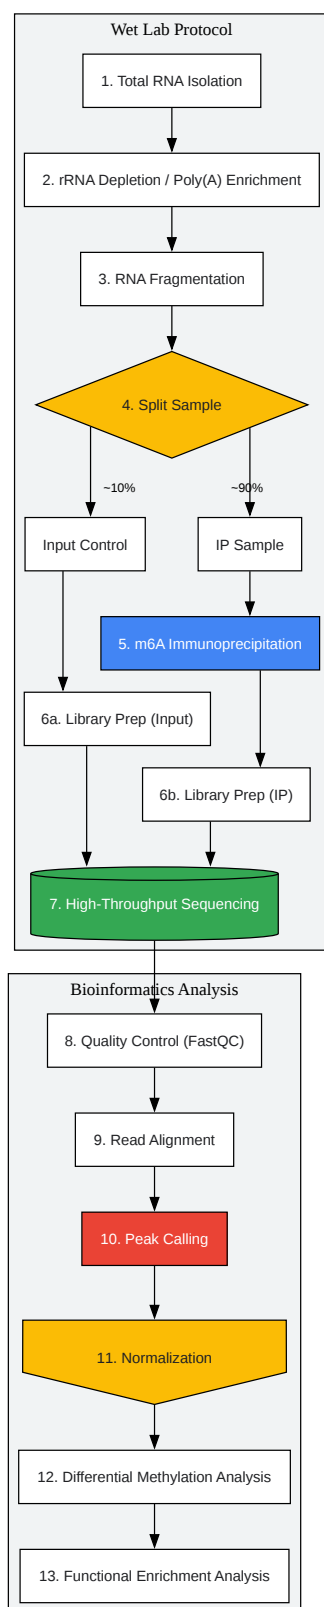 Wet Lab Protocol
1. Total RNA Isolation
2. rRNA Depletion / Poly(A) Enrichment
3. RNA Fragmentation
4. Split Sample
~10%
~90%
Input Control
IP Sample
5. m6A Immunoprecipitation
6a. Library Prep (Input)
6b. Library Prep (IP)
7. High-Throughput Sequencing
Bioinformatics Analysis
8. Quality Control (FastQC)
9. Read Alignment
10. Peak Calling
11. Normalization
12. Differential Methylation Analysis
13. Functional Enrichment Analysis